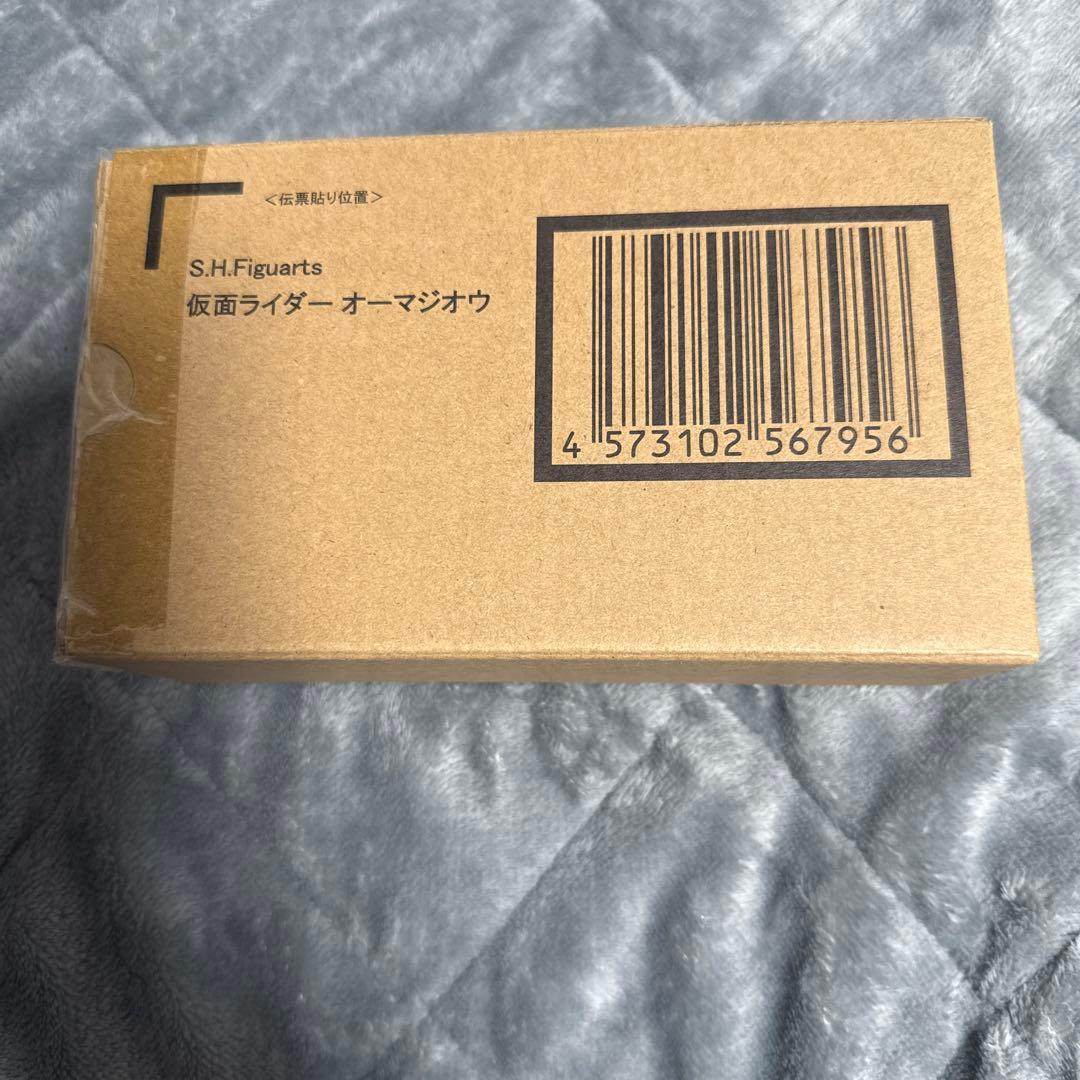 ＜伝票貼り位置＞
S.H.Figuarts
仮面ライダー オーマジオウ
4 573102 567956